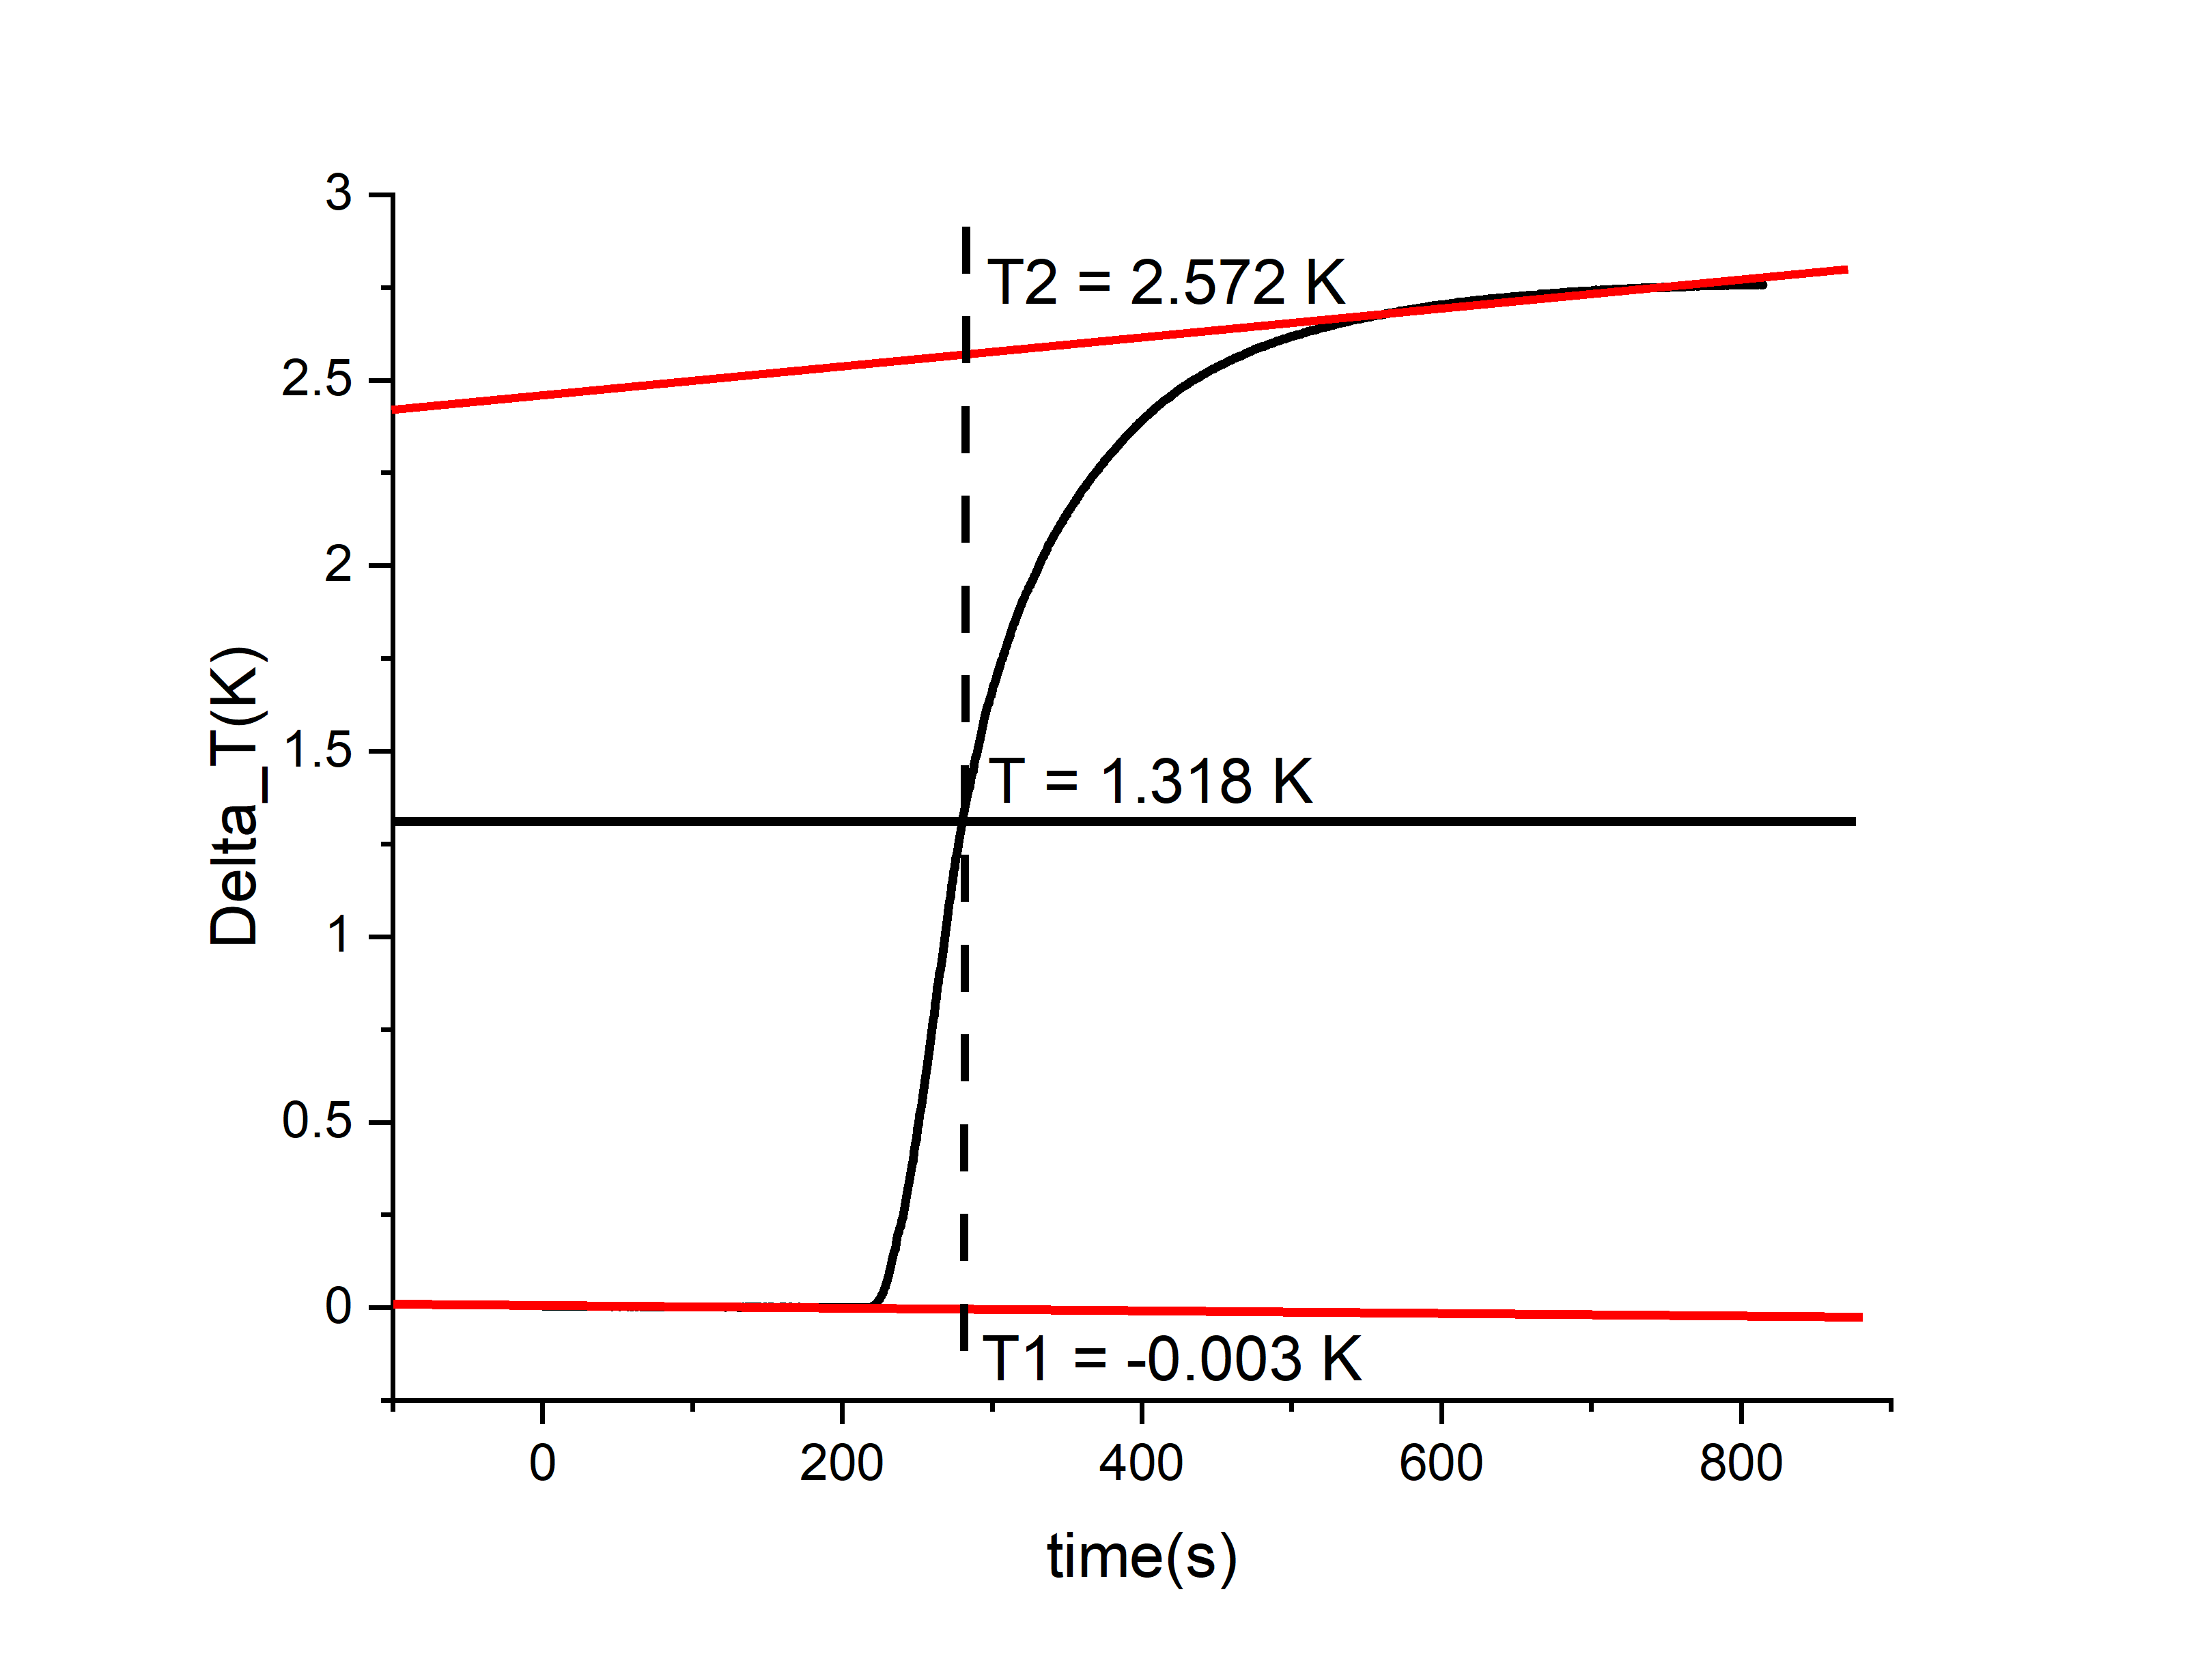 3
T2 = 2.572 K
2.5
2
Delta_T(K)
1.5
T = 1.318 K
1
0.5
0
T1 = -0.003 K
0
200
400
600
800
time(s)